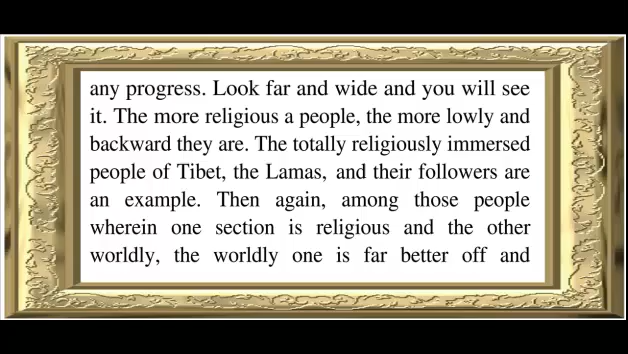 any progress. Look far and wide and you will see
it. The more religious a people, the more lowly and
backward they are. The totally religiously immersed
people of Tibet, the Lamas, and their followers are
an example. Then again, among those people
wherein one section is religious and the other
worldly, the worldly one is far better off and